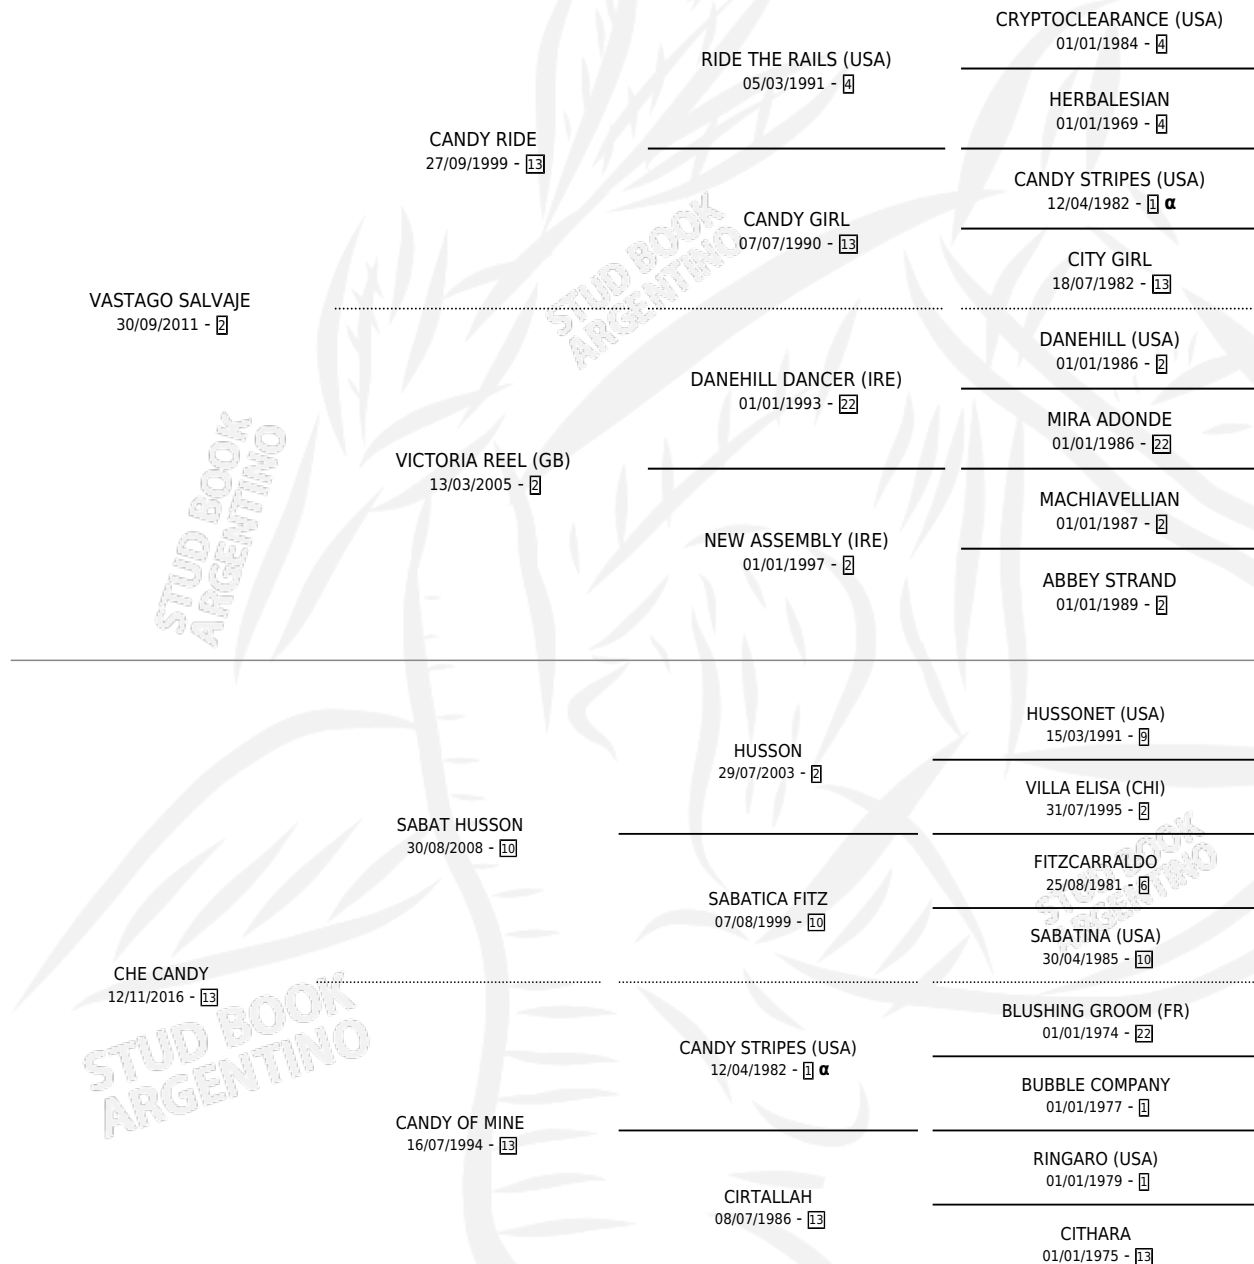 CRYPTOCLEARANCE (USA)
01/01/1984 - 4
RIDE THE RAILS (USA)
05/03/1991 - 4
HERBALESIAN
01/01/1969 - 4
CANDY RIDE
27/09/1999 - 13
CANDY STRIPES (USA)
12/04/1982 - 1 α
CANDY GIRL
07/07/1990 - 13
CITY GIRL
18/07/1982 - 13
VASTAGO SALVAJE
30/09/2011 - 2
DANEHILL (USA)
01/01/1986 - 2
DANEHILL DANCER (IRE)
01/01/1993 - 22
MIRA ADONDE
01/01/1986 - 22
VICTORIA REEL (GB)
13/03/2005 - 2
MACHIAVELLIAN
01/01/1987 - 2
NEW ASSEMBLY (IRE)
01/01/1997 - 2
ABBEY STRAND
01/01/1989 - 2
HUSSONET (USA)
15/03/1991 - 9
HUSSON
29/07/2003 - 2
VILLA ELISA (CHI)
31/07/1995 - 2
SABAT HUSSON
30/08/2008 - 10
FITZCARRALDO
25/08/1981 - 6
SABATICA FITZ
07/08/1999 - 10
SABATINA (USA)
30/04/1985 - 10
CHE CANDY
12/11/2016 - 13
BLUSHING GROOM (FR)
01/01/1974 - 22
CANDY STRIPES (USA)
12/04/1982 - 1 α
BUBBLE COMPANY
01/01/1977 - 1
CANDY OF MINE
16/07/1994 - 13
RINGARO (USA)
01/01/1979 - 1
CIRTALLAH
08/07/1986 - 13
CITHARA
01/01/1975 - 13
STUD BOOK
ARGENTINO
STUD BOOK
ARGENTINO
STUD BOOK
ARGENTINO
STUD BOOK
ARGENTINO